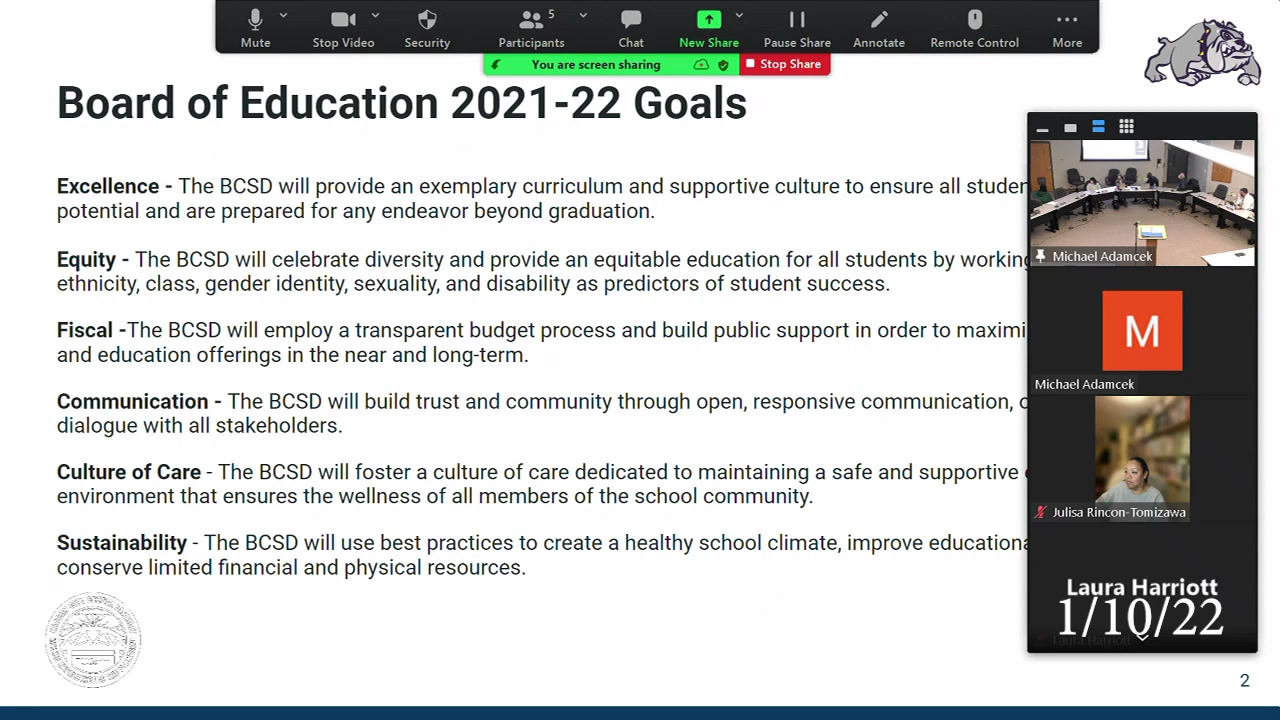 5
Mute
Stop Video
Security
Participants
Chat
New Share
Pause Share
Annotate
Remote Control
More
You are screen sharing
Stop Share
Board of Education 2021-22 Goals
Excellence - The BCSD will provide an exemplary curriculum and supportive culture to ensure all
potential and are prepared for any endeavor beyond graduation.
Equity - The BCSD will celebrate diversity and provide an equitable education for all students by working
ethnicity, class, gender identity, sexuality, and disability as predictors of student success.
Fiscal -The BCSD will employ a transparent budget process and build public support in order to
and education offerings in the near and long-term.
Communication - The BCSD will build trust and community through open, responsive communication,
dialogue with all stakeholders.
Culture of Care - The BCSD will foster a culture of care dedicated to maintaining a safe and supportive
environment that ensures the wellness of all members of the school community.
Sustainability - The BCSD will use best practices to create a healthy school climate, improve
conserve limited financial and physical resources.
Michael Adamcek
M
Michael Adamcek
Julisa Rincon-Tomizawa
Laura Harriott
1/10/22
Laura Harriott
2